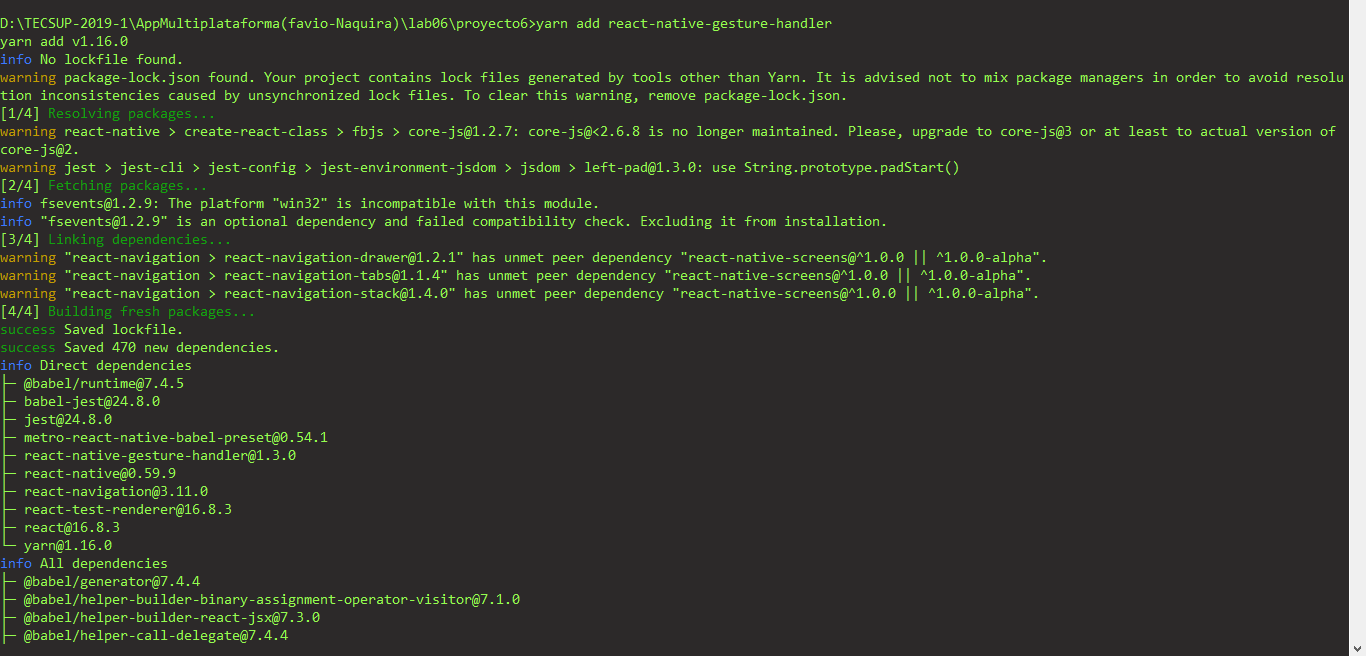 D:\TECSUP-2019-1\AppMultiplataforma(favio-Naquira)\lab06\proyecto6>yarn add react-native-gesture-handler
yarn add v1.16.0
info No lockfile found.
warning package-lock.json found. Your project contains lock files generated by tools other than Yarn. It is advised not to mix package managers in order to avoid resolu
tion inconsistencies caused by unsynchronized lock files. To clear this warning, remove package-lock.json.
[1/4] Resolving packages...
warning react-native > create-react-class > fbjs > core-js@1.2.7: core-js@<2.6.8 is no longer maintained. Please, upgrade to core-js@3 or at least to actual version of
core-js@2.
warning jest > jest-cli > jest-config > jest-environment-jsdom > jsdom > left-pad@1.3.0: use String.prototype.padStart()
[2/4] Fetching packages...
info fsevents@1.2.9: The platform "win32" is incompatible with this module.
info "fsevents@1.2.9" is an optional dependency and failed compatibility check. Excluding it from installation.
[3/4] Linking dependencies...
warning "react-navigation > react-navigation-drawer@1.2.1" has unmet peer dependency "react-native-screens@^1.0.0 || ^1.0.0-alpha".
warning "react-navigation > react-navigation-tabs@1.1.4" has unmet peer dependency "react-native-screens@^1.0.0 || ^1.0.0-alpha".
warning "react-navigation > react-navigation-stack@1.4.0" has unmet peer dependency "react-native-screens@^1.0.0 || ^1.0.0-alpha".
[4/4] Building fresh packages...
success Saved lockfile.
success Saved 470 new dependencies.
info Direct dependencies
├─ @babel/runtime@7.4.5
├─ babel-jest@24.8.0
├─ jest@24.8.0
├─ metro-react-native-babel-preset@0.54.1
├─ react-native-gesture-handler@1.3.0
├─ react-native@0.59.9
├─ react-navigation@3.11.0
├─ react-test-renderer@16.8.3
├─ react@16.8.3
└─ yarn@1.16.0
info All dependencies
├─ @babel/generator@7.4.4
├─ @babel/helper-builder-binary-assignment-operator-visitor@7.1.0
├─ @babel/helper-builder-react-jsx@7.3.0
├─ @babel/helper-call-delegate@7.4.4